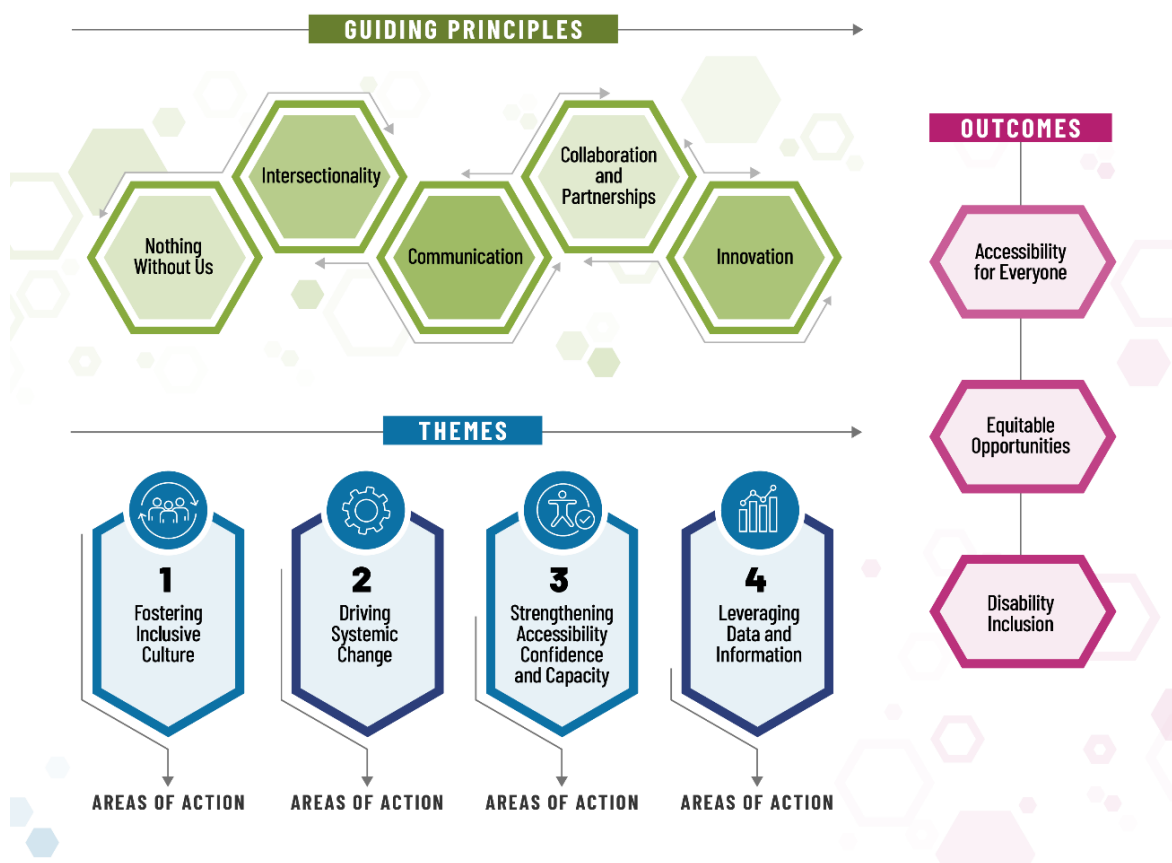 GUIDING PRINCIPLES
Nothing
Without Us
Intersectionality
Communication
Collaboration
and
Partnerships
Innovation
THEMES
1
Fostering
Inclusive
Culture
2
Driving
Systemic
Change
3
Strengthening
Accessibility
Confidence
and Capacity
4
Leveraging
Data and
Information
AREAS OF ACTION
AREAS OF ACTION
AREAS OF ACTION
AREAS OF ACTION
OUTCOMES
Accessibility
for Everyone
Equitable
Opportunities
Disability
Inclusion